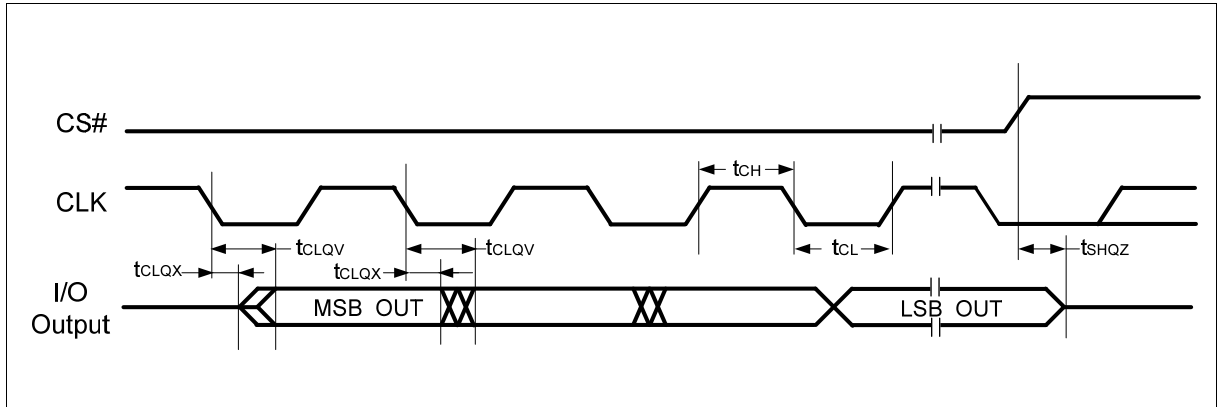 CS#
tCH
CLK
tCLQV
tCLQV
tCL
tSHQZ
tCLQX
tCLQX
I/O
Output
MSB OUT
LSB OUT